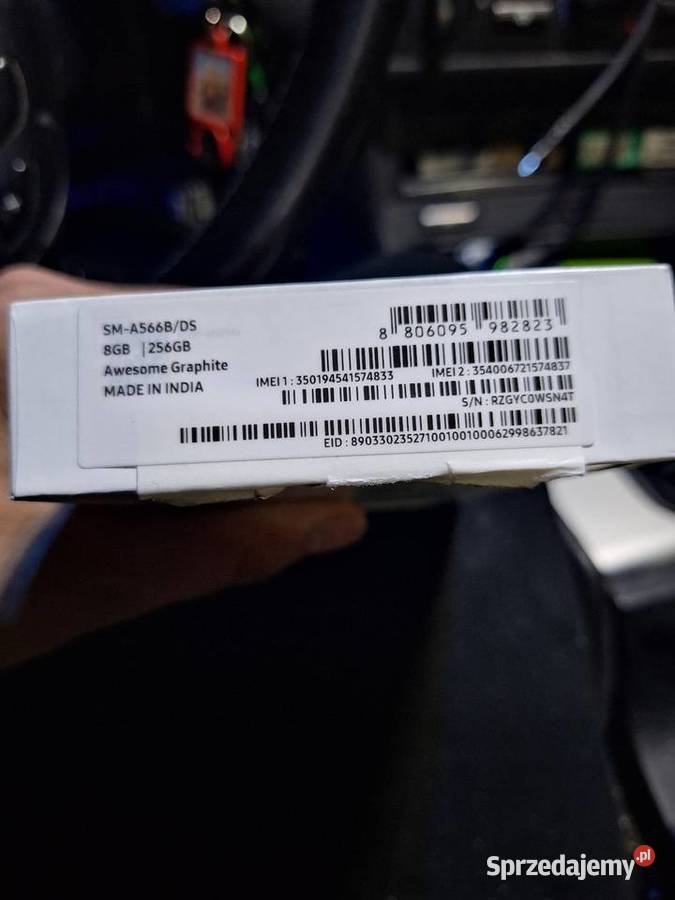 SM-A566B/DS
8GB | 256GB
Awesome Graphite
MADE IN INDIA
8 806095 982823
IMEI 1 : 350194541574833
IMEI 2 : 354006721574837
S/N : RZGYC0WSN4T
EID : 89033023527100100100062998637821
Sprzedajemy.pl